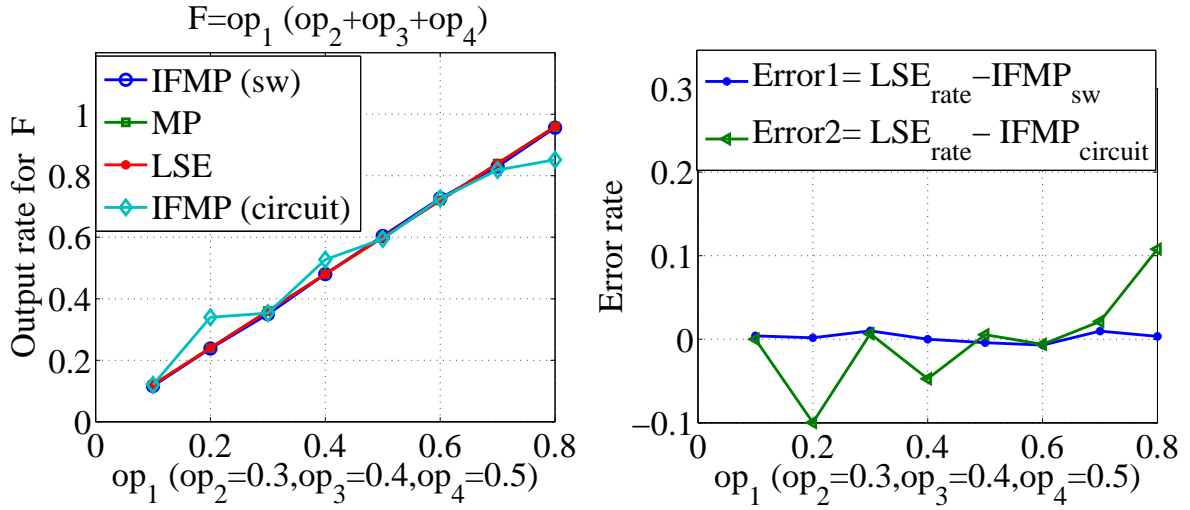 F=op1 (op2+op3+op4)
IFMP (sw)
MP
LSE
IFMP (circuit)
Output rate for F
1
0.8
0.6
0.4
0.2
0
0 0.2 0.4 0.6 0.8
op1 (op2=0.3,op3=0.4,op4=0.5)
Error1= LSErate−IFMPsw
Error2= LSErate− IFMPcircuit
Error rate
0.3
0.2
0.1
0
−0.1
0 0.2 0.4 0.6 0.8
op1 (op2=0.3,op3=0.4,op4=0.5)